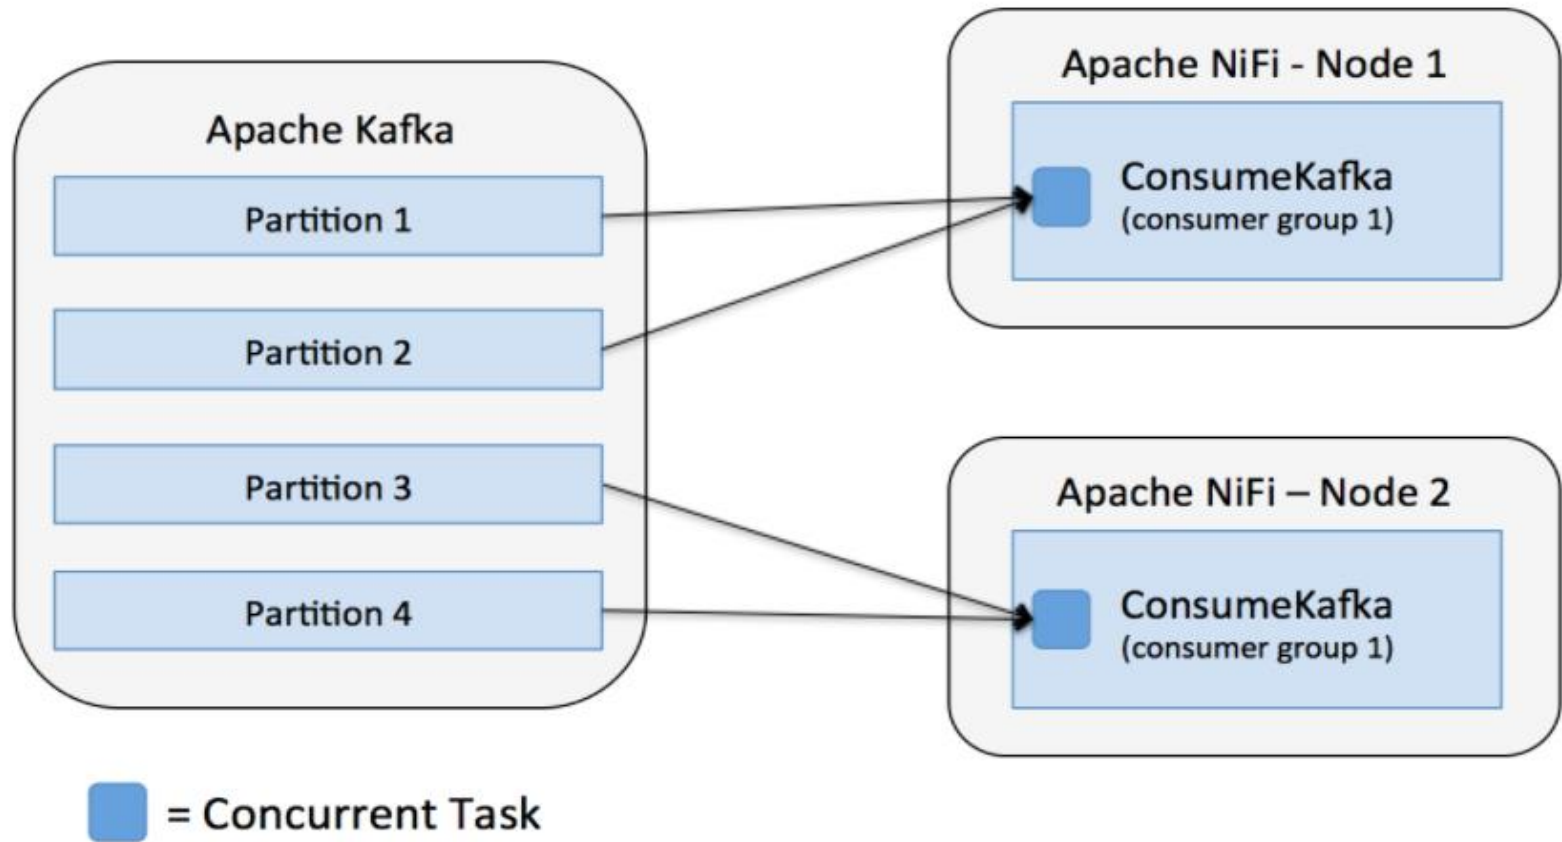 Apache Kafka
Partition 1
Partition 2
Partition 3
Partition 4
Apache NiFi - Node 1
ConsumeKafka
(consumer group 1)
Apache NiFi – Node 2
ConsumeKafka
(consumer group 1)
= Concurrent Task